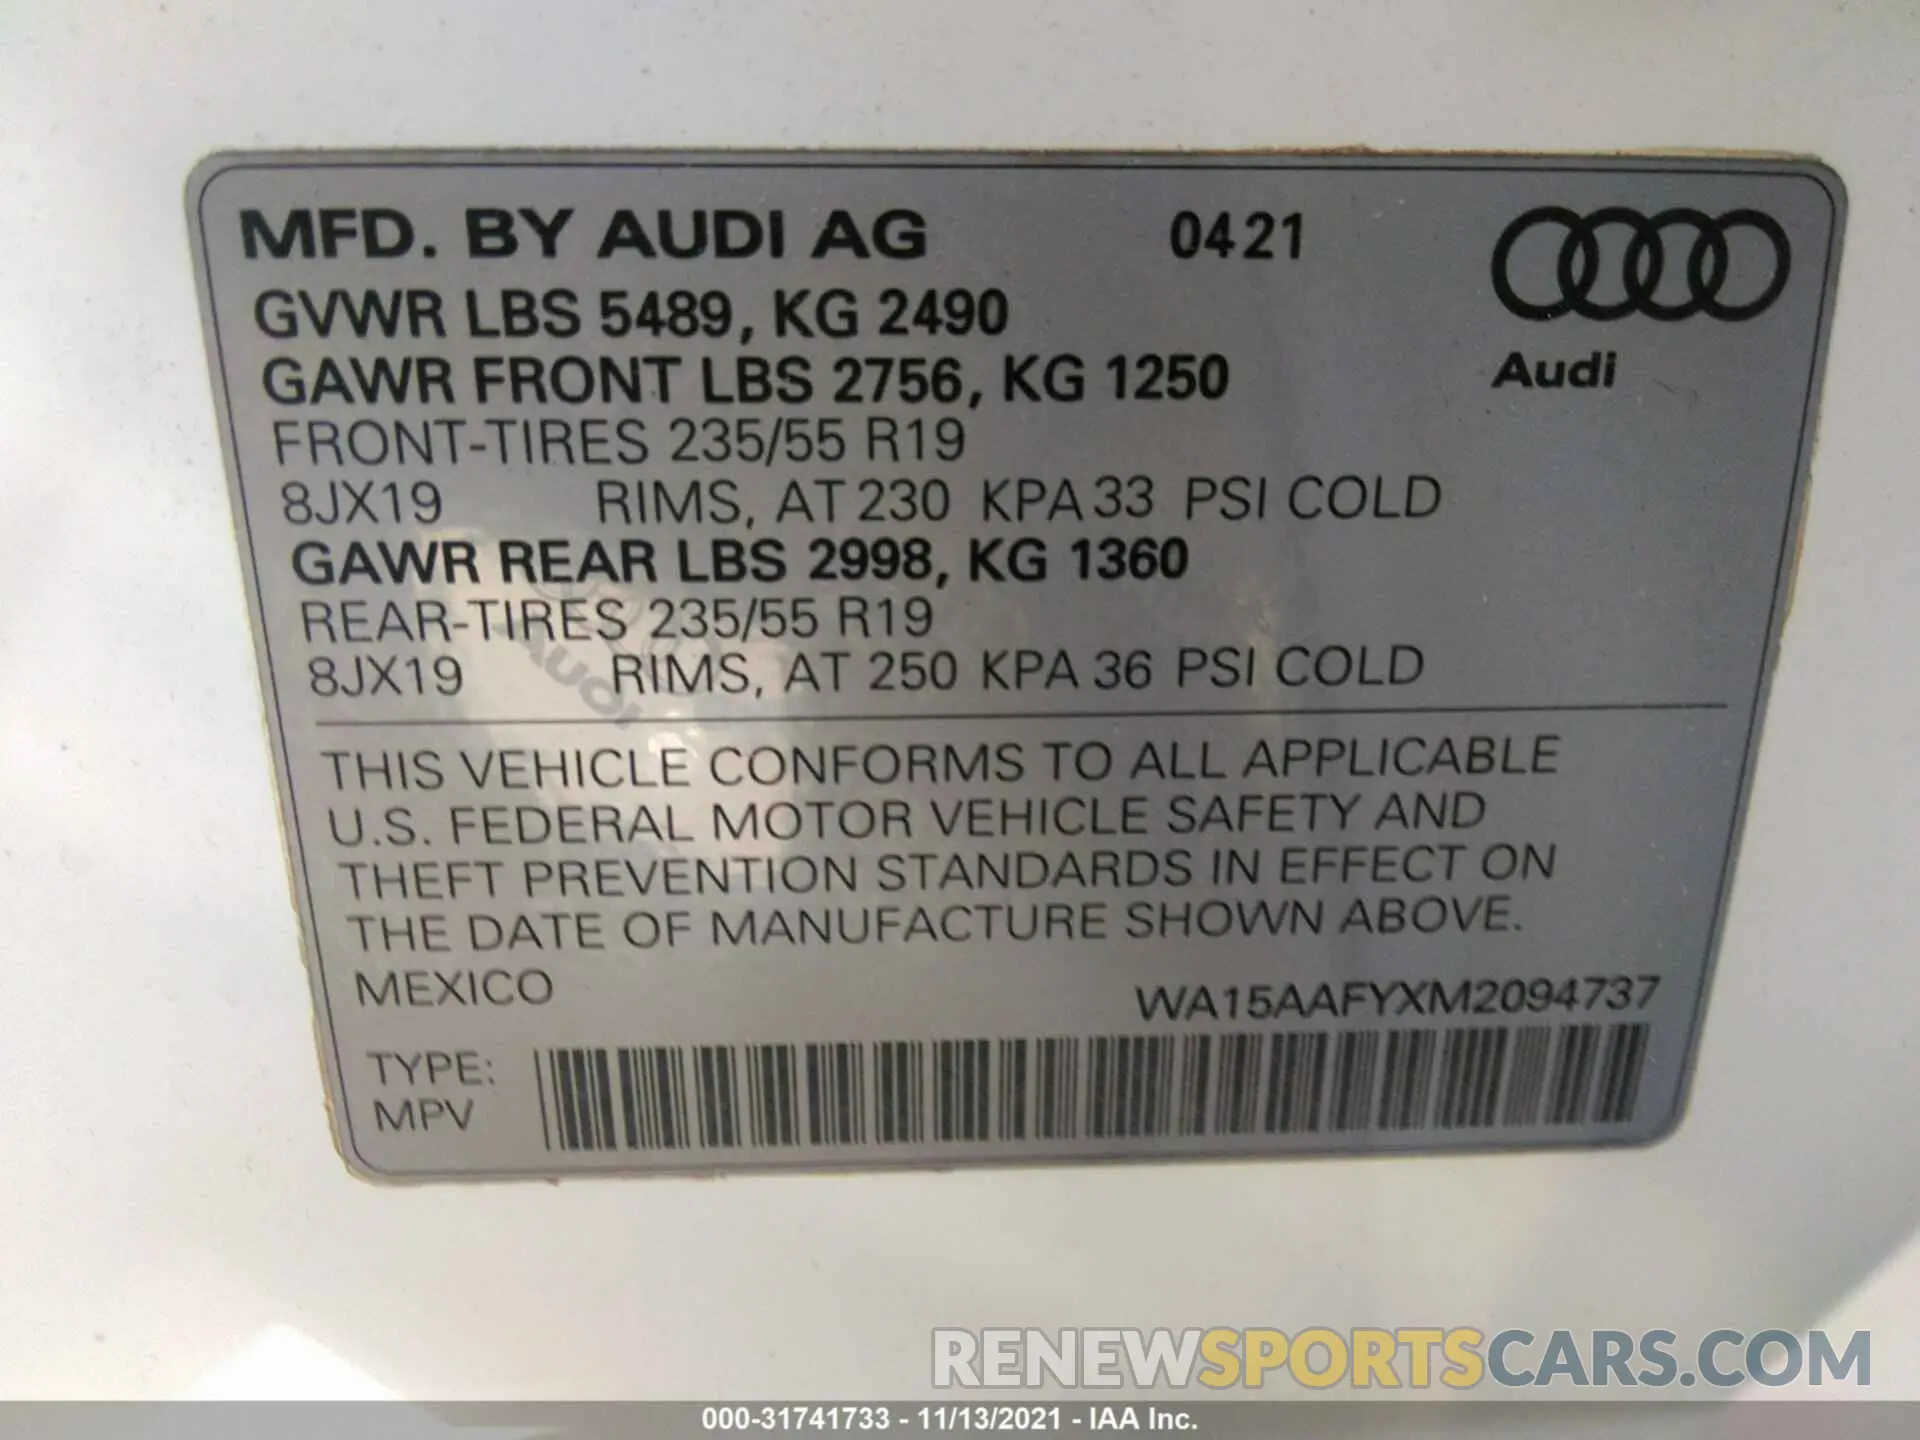 MFD. BY AUDI AG 0421
GVWR LBS 5489, KG 2490
GAWR FRONT LBS 2756, KG 1250
Audi
FRONT-TIRES 235/55 R19
8JX19 RIMS, AT 230 KPA 33 PSI COLD
GAWR REAR LBS 2998, KG 1360
REAR-TIRES 235/55 R19
8JX19 RIMS, AT 250 KPA 36 PSI COLD
AUDI
THIS VEHICLE CONFORMS TO ALL APPLICABLE
U.S. FEDERAL MOTOR VEHICLE SAFETY AND
THEFT PREVENTION STANDARDS IN EFFECT ON
THE DATE OF MANUFACTURE SHOWN ABOVE.
MEXICO WA15AAFYXM2094737
TYPE:
MPV
RENEWSPORTSCARS.COM
000-31741733 - 11/13/2021 - IAA Inc.